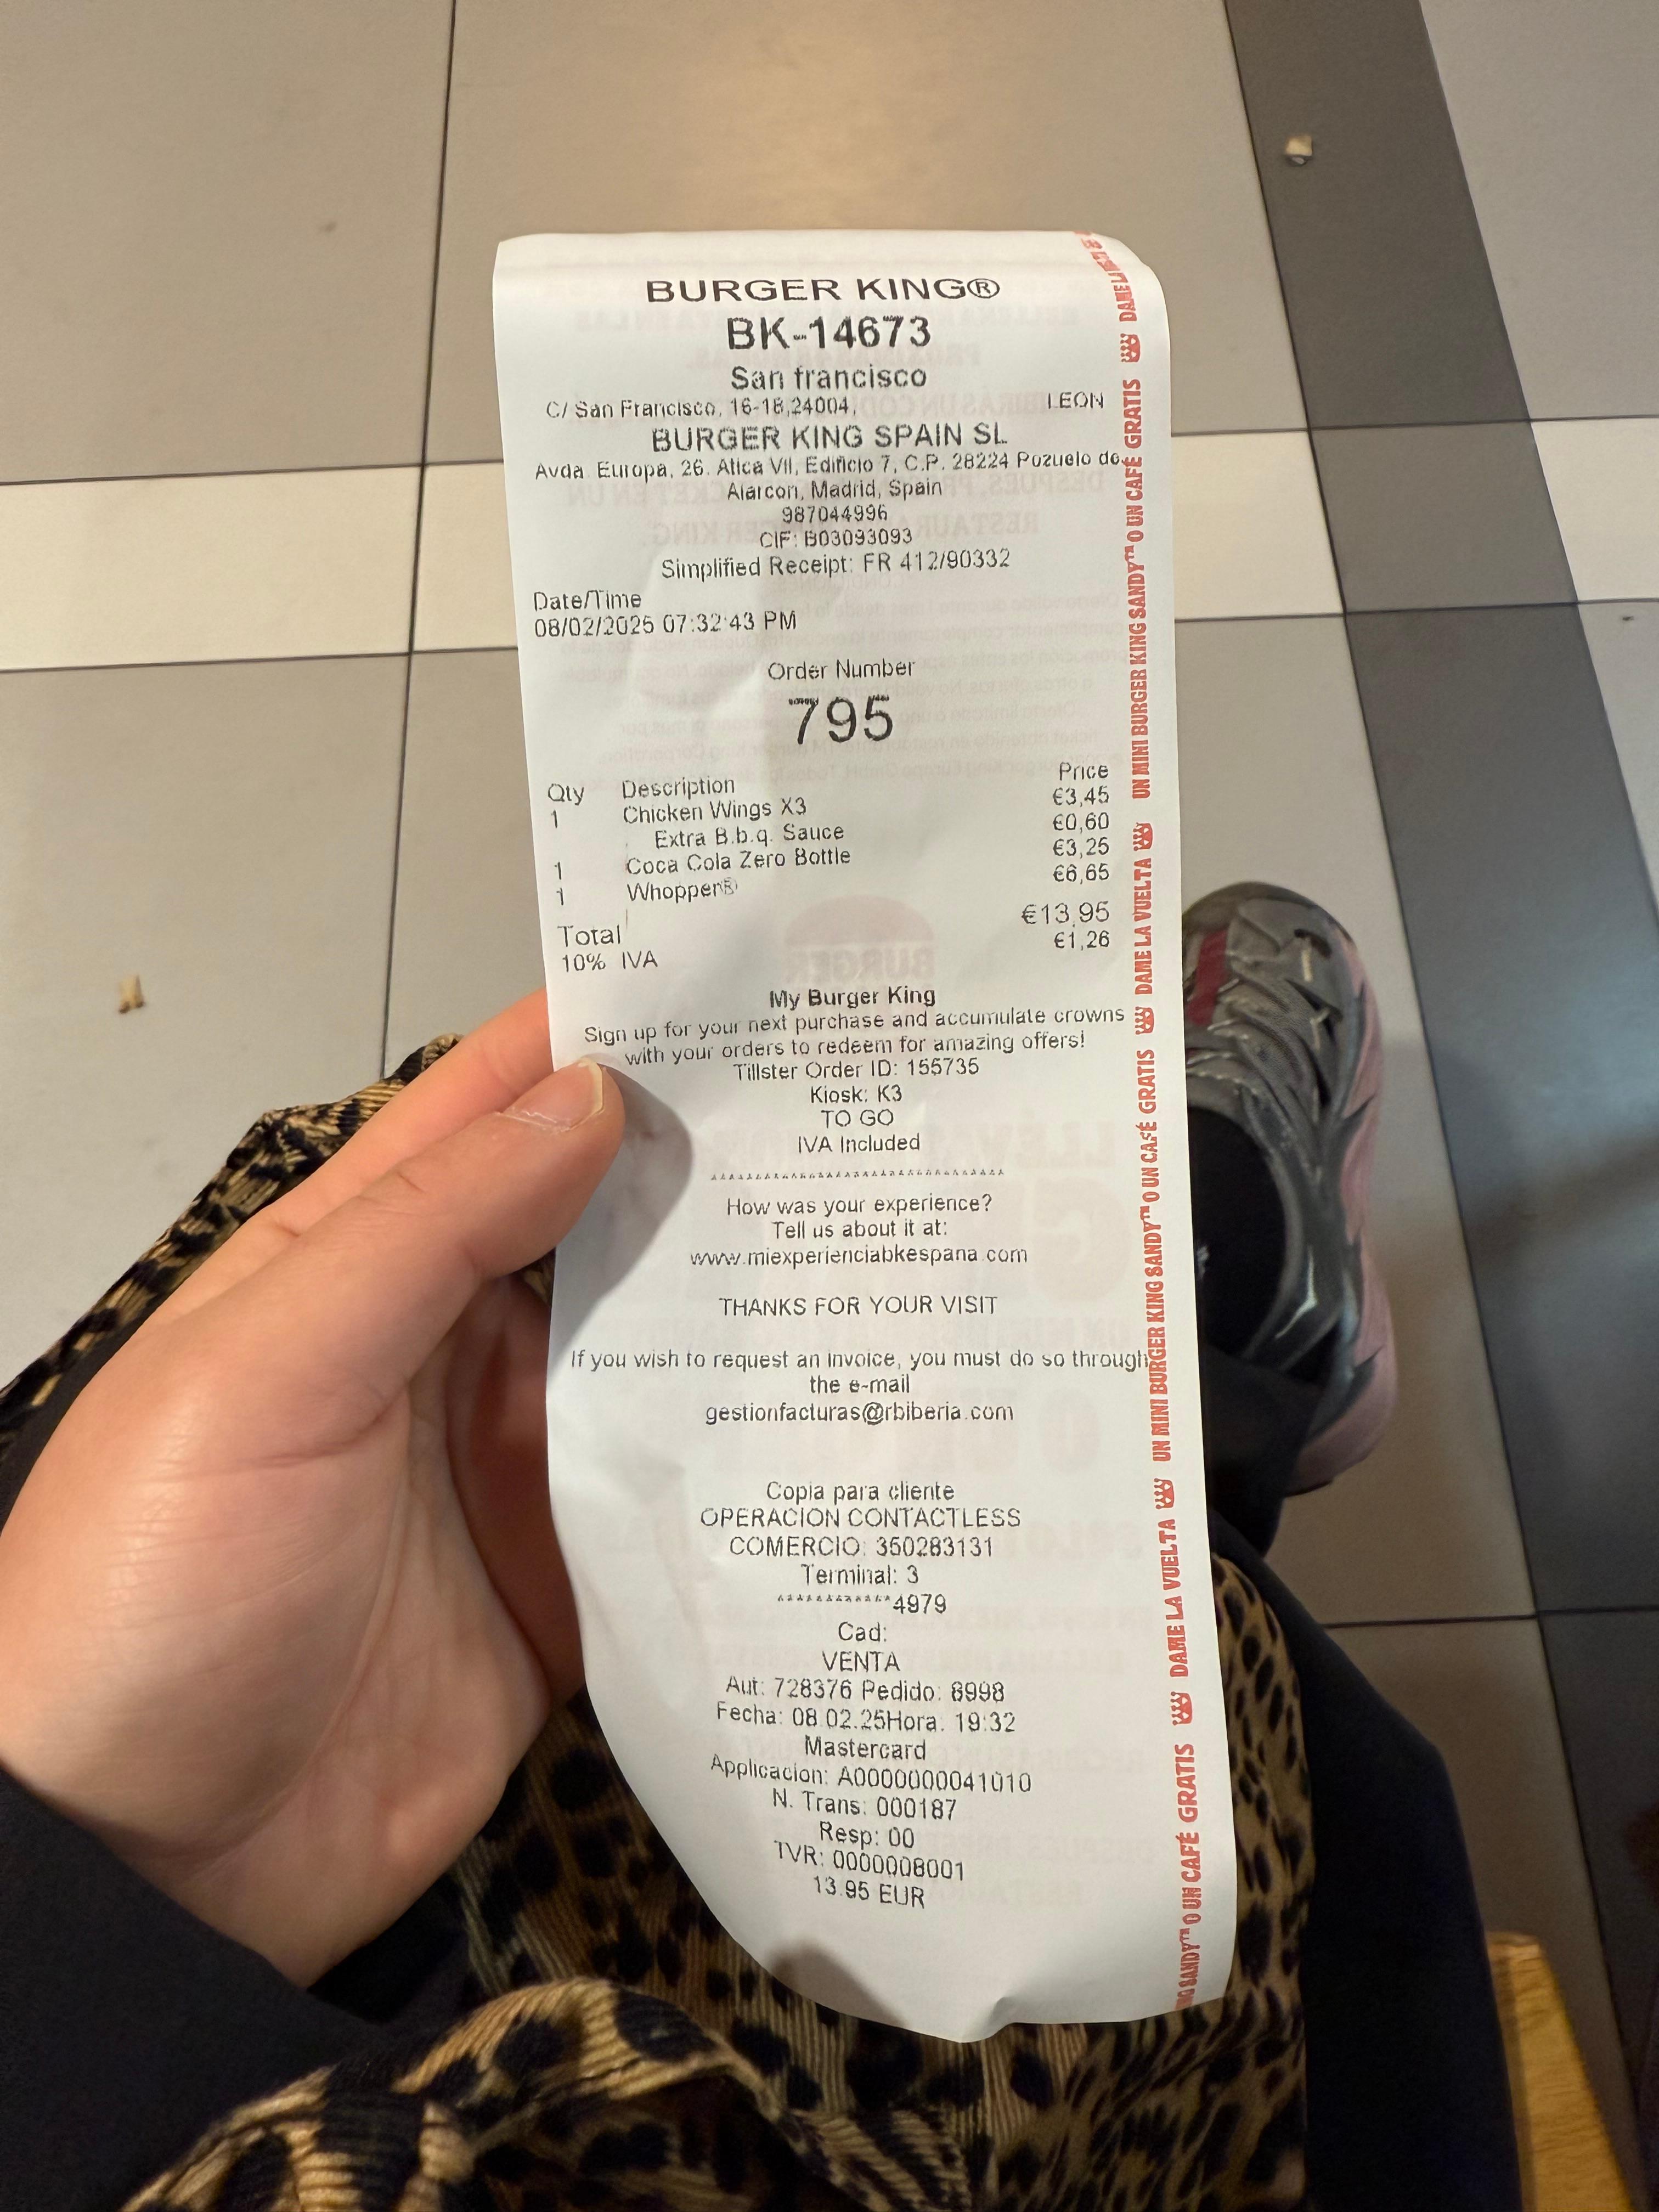 BURGER KING®
BK-14673
San francisco
C/ San Francisco, 16-18,24004, LEON
BURGER KING SPAIN SL
Avda. Europa, 26. Atica VII, Edificio 7, C.P. 28224 Pozuelo de
Alarcon, Madrid, Spain
987044996
CIF: B03093093
Simplified Receipt: FR 412/90332
Date/Time
08/02/2025 07:32:43 PM
Order Number
795
Qty Description Price
1 Chicken Wings X3 €3,45
Extra B.b.q. Sauce €0,60
1 Coca Cola Zero Bottle €3,25
1 Whopper® €6,65
Total €13,95
10% IVA €1,26
My Burger King
Sign up for your next purchase and accumulate crowns
with your orders to redeem for amazing offers!
Tillster Order ID: 155735
Kiosk: K3
TO GO
IVA Included
*******************************
How was your experience?
Tell us about it at:
www.miexperienciabkespana.com
THANKS FOR YOUR VISIT
If you wish to request an invoice, you must do so through
the e-mail
gestionfacturas@rbiberia.com
Copia para cliente
OPERACION CONTACTLESS
COMERCIO: 350283131
Terminal: 3
************4979
Cad:
VENTA
Aut: 728376 Pedido: 8998
Fecha: 08.02.25Hora: 19:32
Mastercard
Applicacion: A0000000041010
N. Trans: 000187
Resp: 00
TVR: 0000008001
13.95 EUR
DAME LA VUELTA UN MINI BURGER KING SANDY™ O UN CAFÉ GRATIS
DAME LA VUELTA UN MINI BURGER KING SANDY™ O UN CAFÉ GRATIS